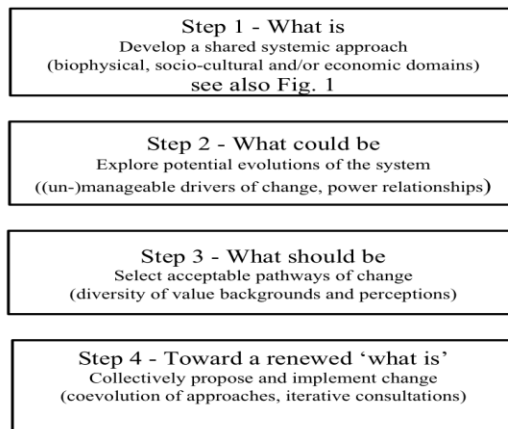 Step 1 - What is
Develop a shared systemic approach
(biophysical, socio-cultural and/or economic domains)
see also Fig. 1
Step 2 - What could be
Explore potential evolutions of the system
((un-)manageable drivers of change, power relationships)
Step 3 - What should be
Select acceptable pathways of change
(diversity of value backgrounds and perceptions)
Step 4 - Toward a renewed ‘what is’
Collectively propose and implement change
(coevolution of approaches, iterative consultations)